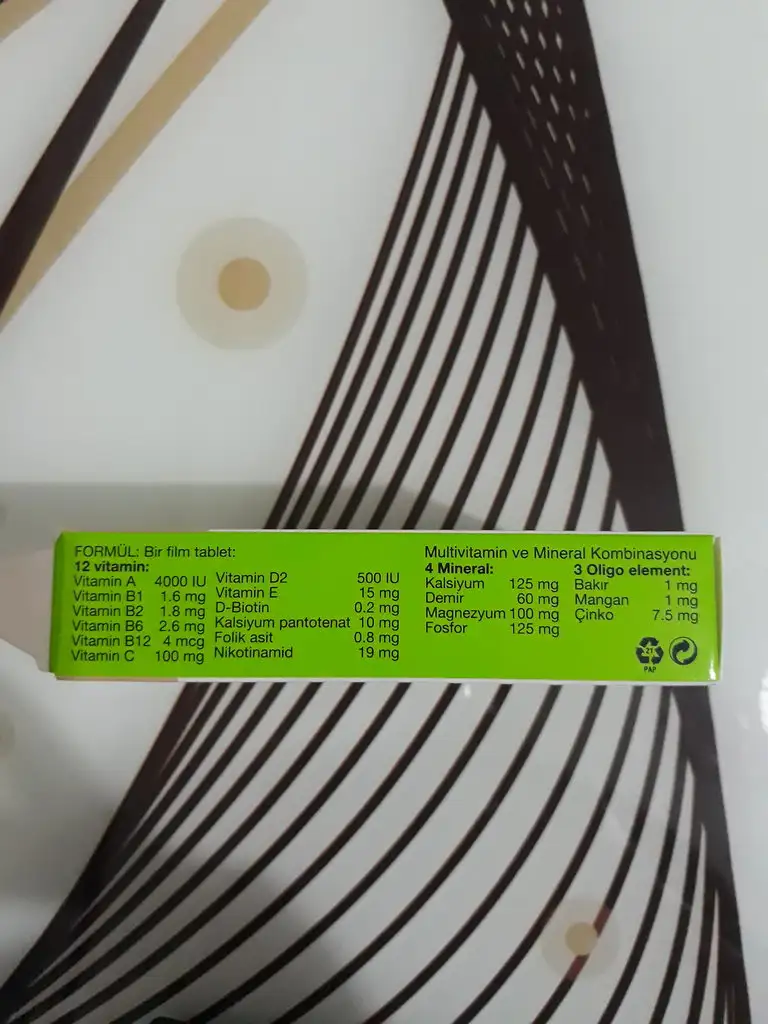 FORMÜL: Bir film tablet:
12 vitamin:
Vitamin A 4000 IU
Vitamin B1 1.6 mg
Vitamin B2 1.8 mg
Vitamin B6 2.6 mg
Vitamin B12 4 mcg
Vitamin C 100 mg
Vitamin D2 500 IU
Vitamin E 15 mg
D-Biotin 0.2 mg
Kalsiyum pantotenat 10 mg
Folik asit 0.8 mg
Nikotinamid 19 mg
Multivitamin ve Mineral Kombinasyonu
4 Mineral:
Kalsiyum 125 mg
Demir 60 mg
Magnezyum 100 mg
Fosfor 125 mg
3 Oligo element:
Bakır 1 mg
Mangan 1 mg
Çinko 7.5 mg
21
PAP